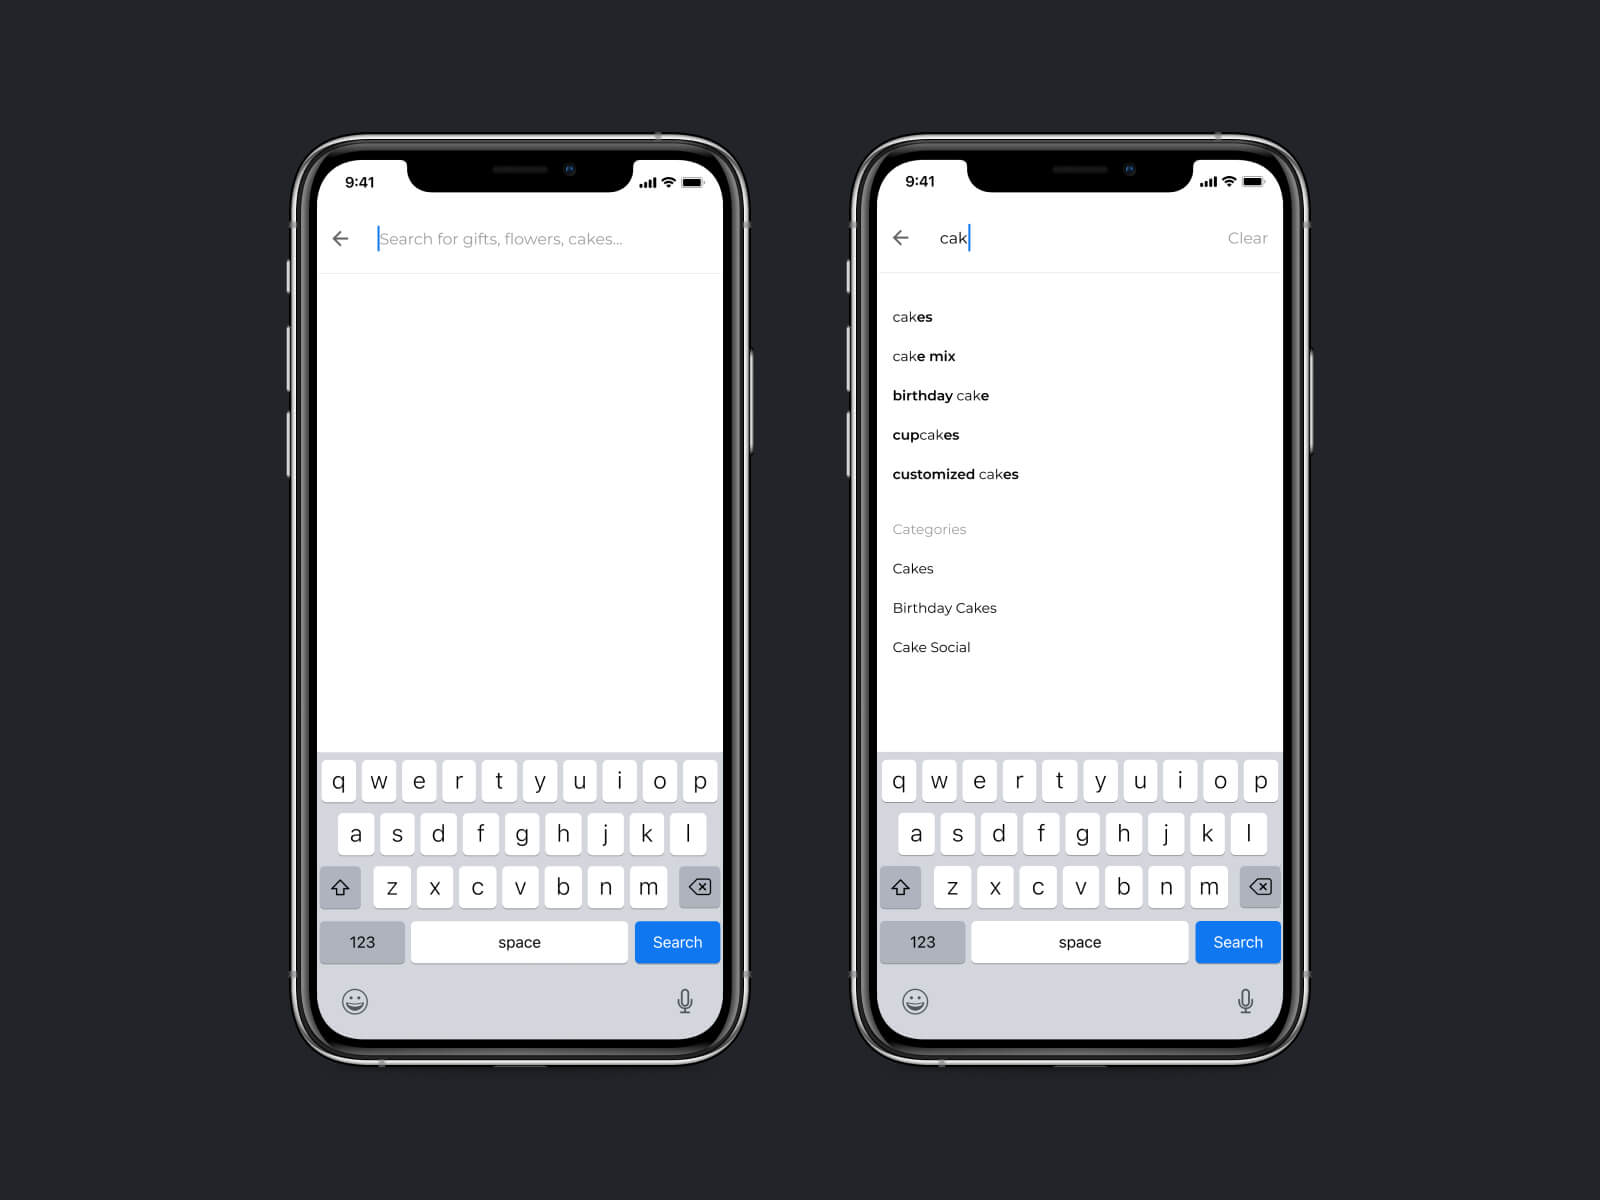 9:41
Search for gifts, flowers, cakes...
q w e r t y u i o p
a s d f g h j k l
z x c v b n m
123 space Search
9:41
cak Clear
cakes
cake mix
birthday cake
cupcakes
customized cakes
Categories
Cakes
Birthday Cakes
Cake Social
q w e r t y u i o p
a s d f g h j k l
z x c v b n m
123 space Search